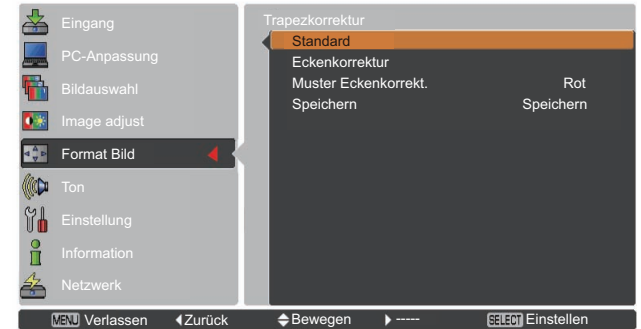 Eingang
PC-Anpassung
Bildauswahl
Image adjust
Format Bild
Ton
Einstellung
Information
Netzwerk
Trapezkorrektur
Standard
Eckenkorrektur
Muster Eckenkorrekt. Rot
Speichern Speichern
MENU Verlassen Zurück Bewegen ----- SELECT Einstellen